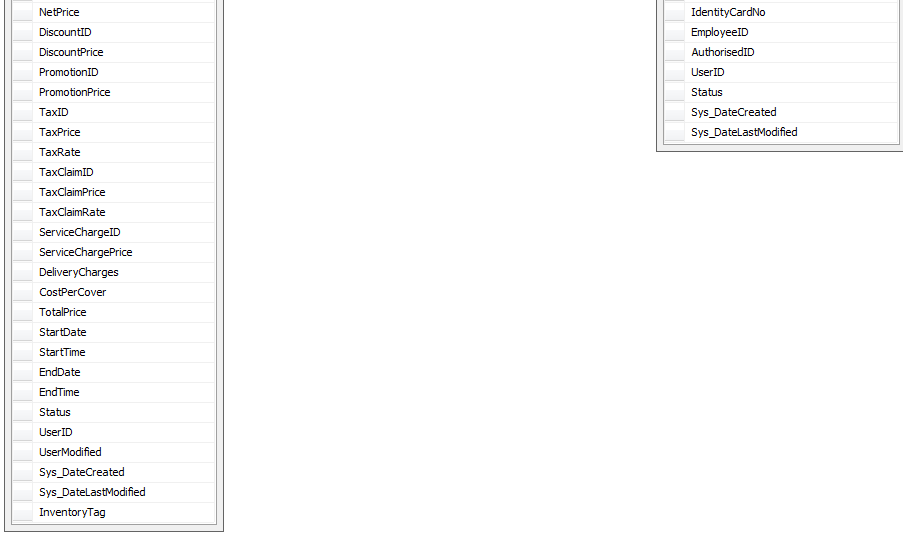 NetPrice
DiscountID
DiscountPrice
PromotionID
PromotionPrice
TaxID
TaxPrice
TaxRate
TaxClaimID
TaxClaimPrice
TaxClaimRate
ServiceChargeID
ServiceChargePrice
DeliveryCharges
CostPerCover
TotalPrice
StartDate
StartTime
EndDate
EndTime
Status
UserID
UserModified
Sys_DateCreated
Sys_DateLastModified
InventoryTag
IdentityCardNo
EmployeeID
AuthorisedID
UserID
Status
Sys_DateCreated
Sys_DateLastModified